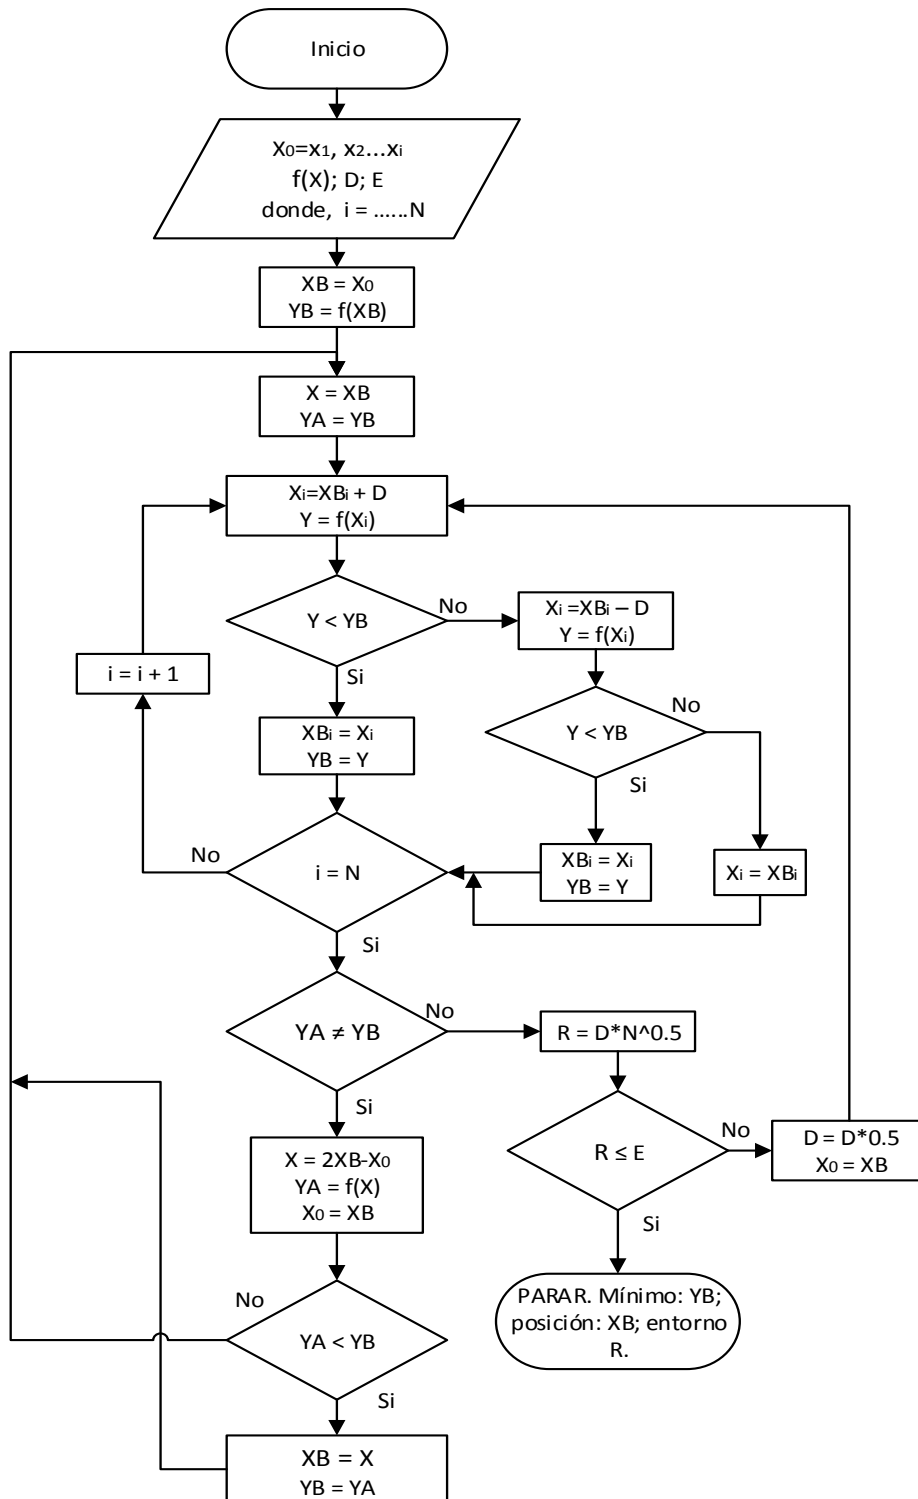 Inicio
X0=x1, x2...xi
f(X); D; E
donde, i = ......N
XB = X0
YB = f(XB)
X = XB
YA = YB
Xi=XBi + D
Y = f(Xi)
Y < YB
No
Xi =XBi – D
Y = f(Xi)
Si
i = i + 1
Y < YB
No
Si
XBi = Xi
YB = Y
No
i = N
XBi = Xi
YB = Y
Xi = XBi
Si
YA ≠ YB
No
R = D*N^0.5
Si
X = 2XB-X0
YA = f(X)
X0 = XB
R ≤ E
No
D = D*0.5
X0 = XB
Si
No
YA < YB
PARAR. Mínimo: YB;
posición: XB; entorno
R.
Si
XB = X
YB = YA